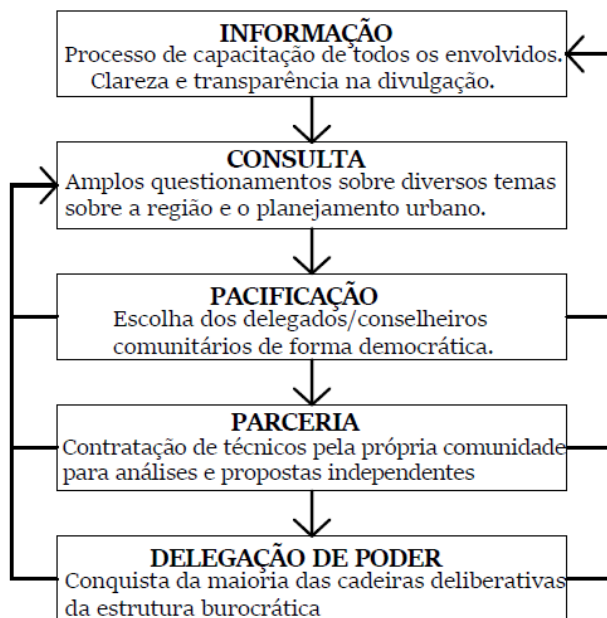 INFORMAÇÃO
Processo de capacitação de todos os envolvidos.
Clareza e transparência na divulgação.
CONSULTA
Amplos questionamentos sobre diversos temas
sobre a região e o planejamento urbano.
PACIFICAÇÃO
Escolha dos delegados/conselheiros
comunitários de forma democrática.
PARCERIA
Contratação de técnicos pela própria comunidade
para análises e propostas independentes
DELEGAÇÃO DE PODER
Conquista da maioria das cadeiras deliberativas
da estrutura burocrática